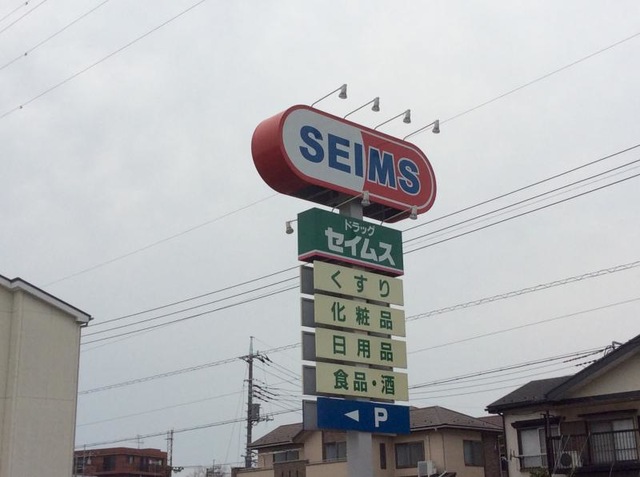 SEIMS
ドラッグ
セイムス
くすり
化粧品
日用品
食品・酒
◁ P